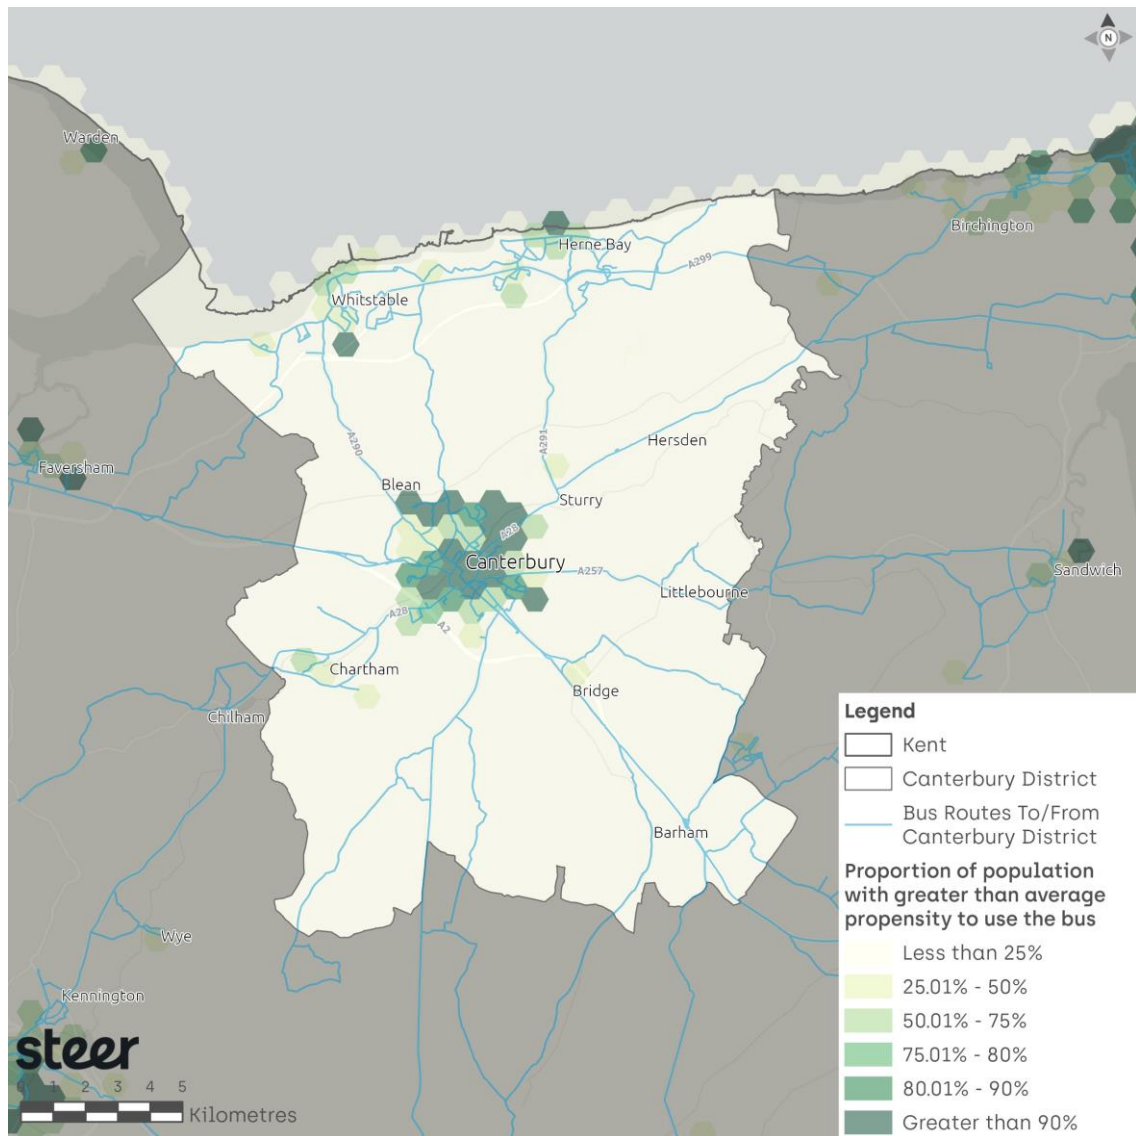 N
Warden
Birchington
Herne Bay
A299
Whitstable
A290
A291
Hersden
Faversham
Blean
Sturry
A28
Canterbury
A257
Sandwich
Littlebourne
A28
A2
Chartham
Bridge
Chilham
Barham
Wye
Kennington
steer
0 1 2 3 4 5
Kilometres
Legend
Kent
Canterbury District
Bus Routes To/From
Canterbury District
Proportion of population
with greater than average
propensity to use the bus
Less than 25%
25.01% - 50%
50.01% - 75%
75.01% - 80%
80.01% - 90%
Greater than 90%